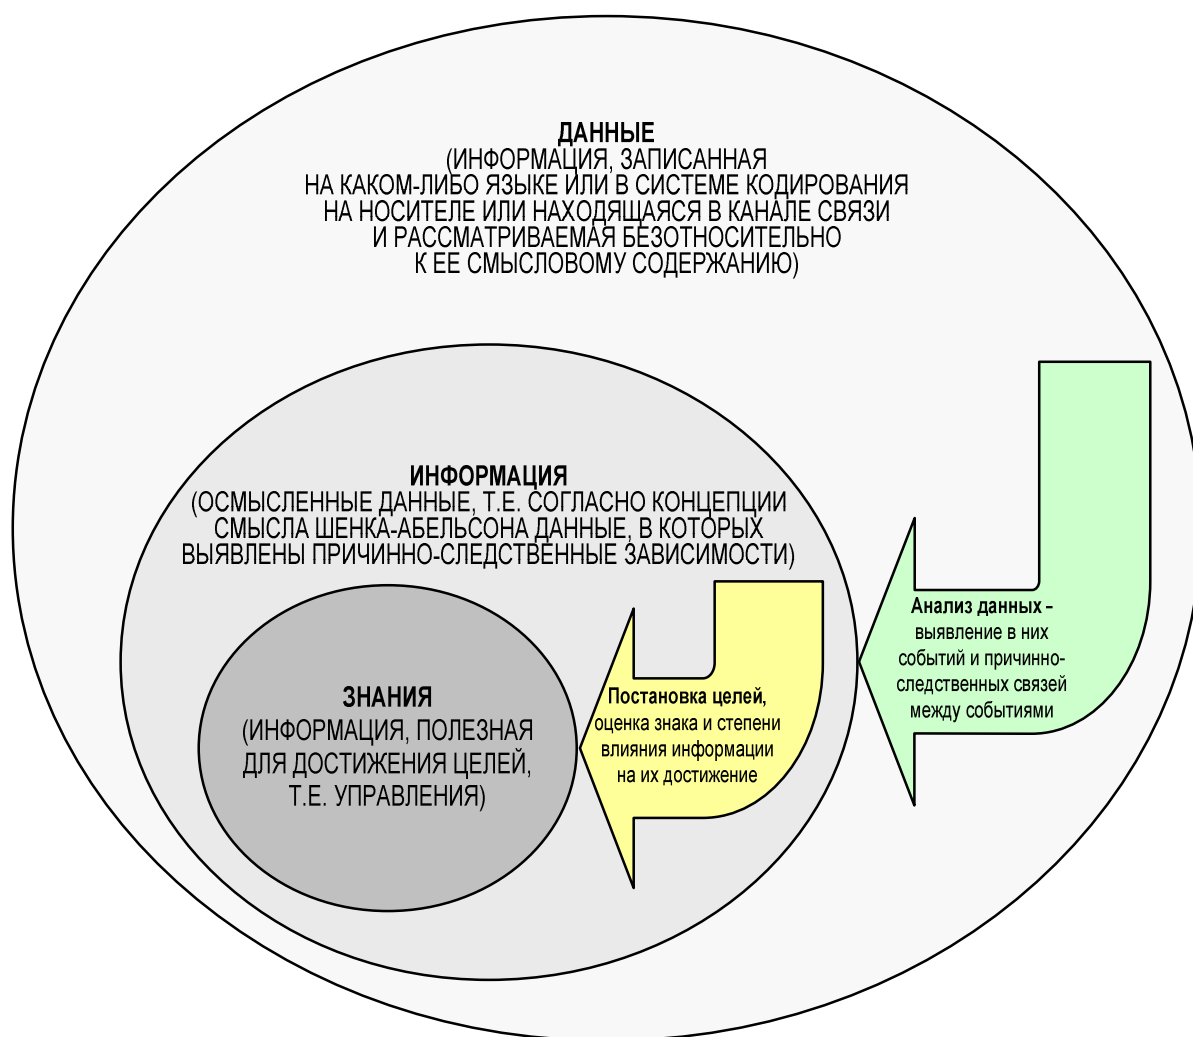 ДАННЫЕ
(ИНФОРМАЦИЯ, ЗАПИСАННАЯ
НА КАКОМ-ЛИБО ЯЗЫКЕ ИЛИ В СИСТЕМЕ КОДИРОВАНИЯ
НА НОСИТЕЛЕ ИЛИ НАХОДЯЩАЯСЯ В КАНАЛЕ СВЯЗИ
И РАССМАТРИВАЕМАЯ БЕЗОТНОСИТЕЛЬНО
К ЕЕ СМЫСЛОВОМУ СОДЕРЖАНИЮ)
ИНФОРМАЦИЯ
(ОСМЫСЛЕННЫЕ ДАННЫЕ, Т.Е. СОГЛАСНО КОНЦЕПЦИИ
СМЫСЛА ШЕНКА-АБЕЛЬСОНА ДАННЫЕ, В КОТОРЫХ
ВЫЯВЛЕНЫ ПРИЧИННО-СЛЕДСТВЕННЫЕ ЗАВИСИМОСТИ)
ЗНАНИЯ
(ИНФОРМАЦИЯ, ПОЛЕЗНАЯ
ДЛЯ ДОСТИЖЕНИЯ ЦЕЛЕЙ,
Т.Е. УПРАВЛЕНИЯ)
Постановка целей,
оценка знака и степени
влияния информации
на их достижение
Анализ данных –
выявление в них
событий и причинно-
следственных связей
между событиями